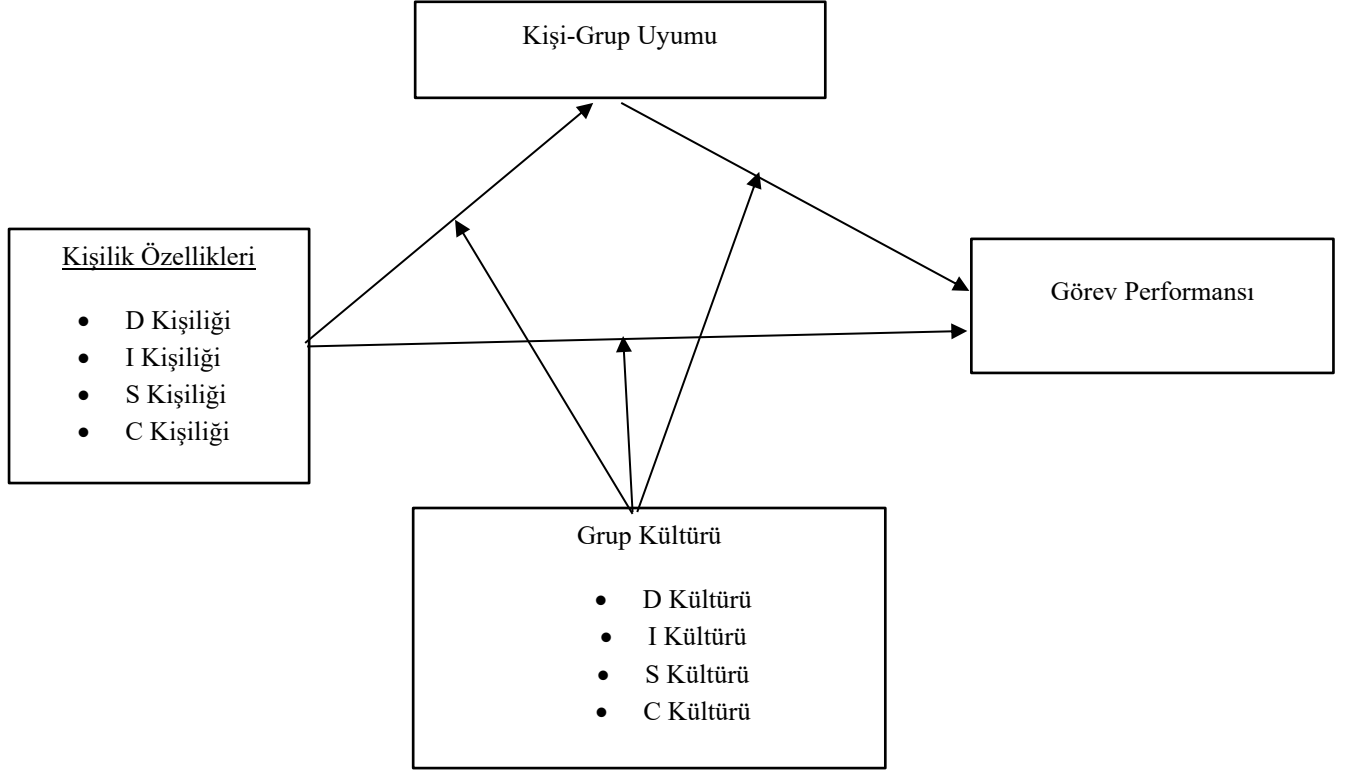 Kişi-Grup Uyumu
Kişilik Özellikleri
• D Kişiliği
• I Kişiliği
• S Kişiliği
• C Kişiliği
Görev Performansı
Grup Kültürü
• D Kültürü
• I Kültürü
• S Kültürü
• C Kültürü